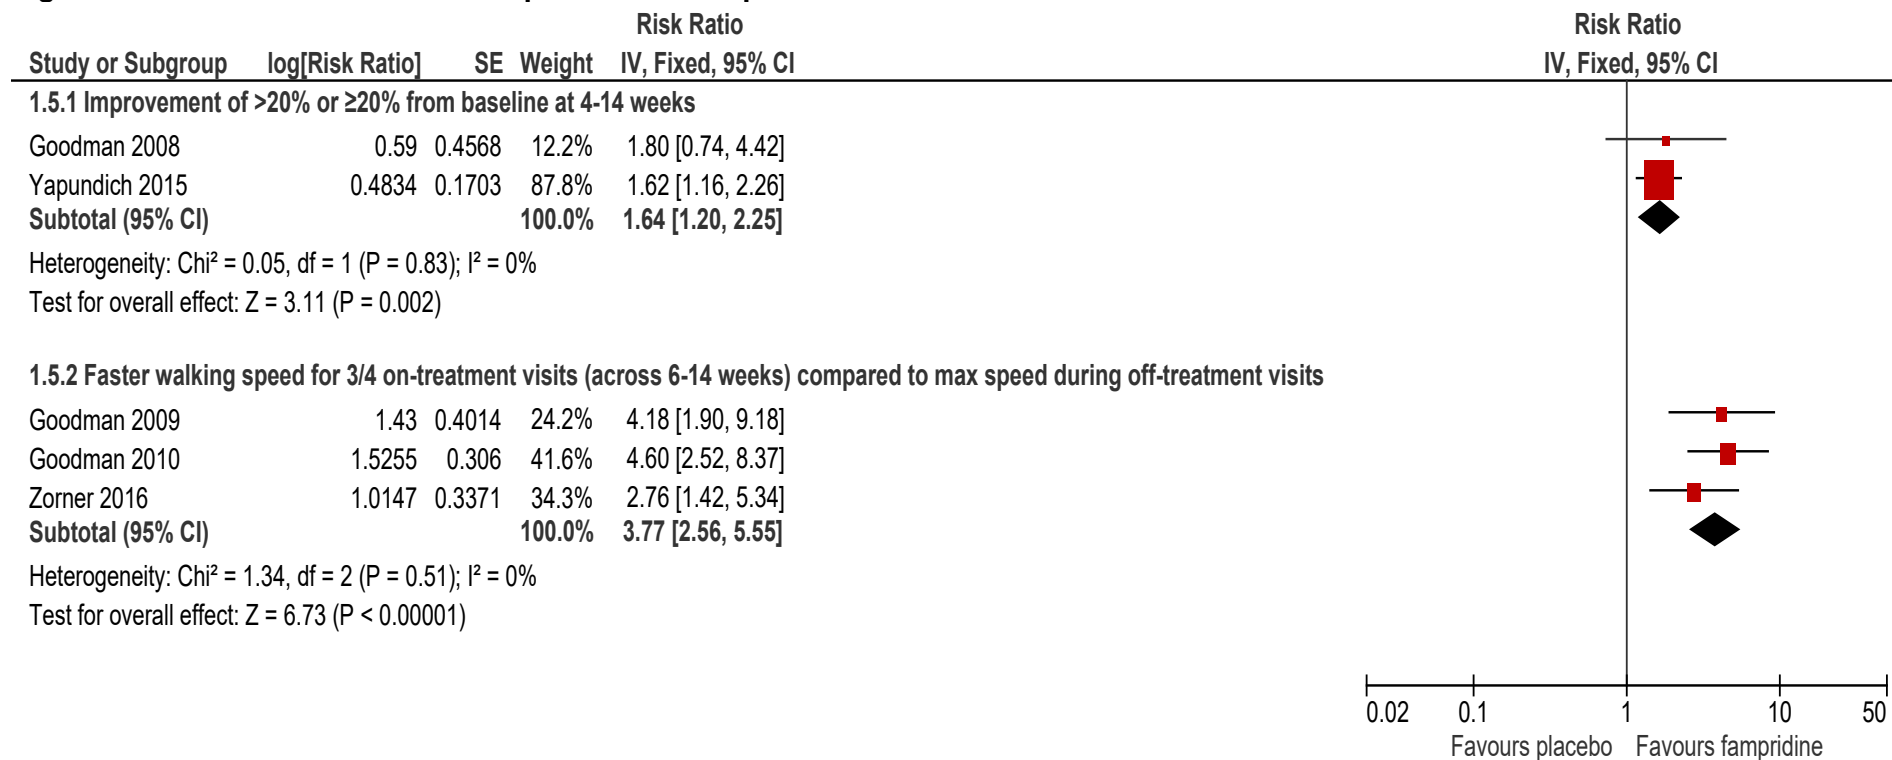 Risk Ratio Risk Ratio
Study or Subgroup log[Risk Ratio] SE Weight IV, Fixed, 95% CI IV, Fixed, 95% CI
1.5.1 Improvement of >20% or ≥20% from baseline at 4-14 weeks
Goodman 2008 0.59 0.4568 12.2% 1.80 [0.74, 4.42]
Yapundich 2015 0.4834 0.1703 87.8% 1.62 [1.16, 2.26]
Subtotal (95% CI) 100.0% 1.64 [1.20, 2.25]
Heterogeneity: Chi² = 0.05, df = 1 (P = 0.83); I² = 0%
Test for overall effect: Z = 3.11 (P = 0.002)
1.5.2 Faster walking speed for 3/4 on-treatment visits (across 6-14 weeks) compared to max speed during off-treatment visits
Goodman 2009 1.43 0.4014 24.2% 4.18 [1.90, 9.18]
Goodman 2010 1.5255 0.306 41.6% 4.60 [2.52, 8.37]
Zorner 2016 1.0147 0.3371 34.3% 2.76 [1.42, 5.34]
Subtotal (95% CI) 100.0% 3.77 [2.56, 5.55]
Heterogeneity: Chi² = 1.34, df = 2 (P = 0.51); I² = 0%
Test for overall effect: Z = 6.73 (P < 0.00001)
0.02 0.1 1 10 50
Favours placebo Favours fampridine